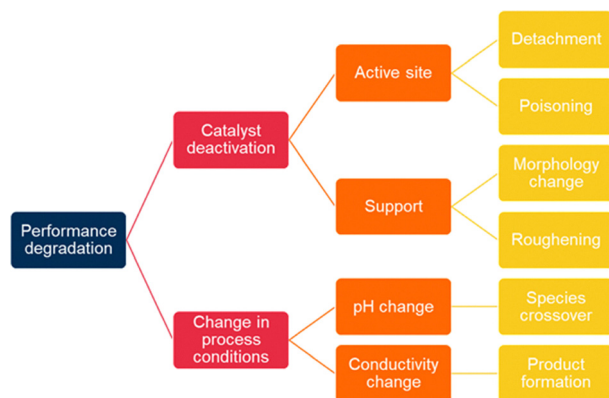 Performance
degradation
Catalyst
deactivation
Change in
process
conditions
Active site
Support
pH change
Conductivity
change
Detachment
Poisoning
Morphology
change
Roughening
Species
crossover
Product
formation